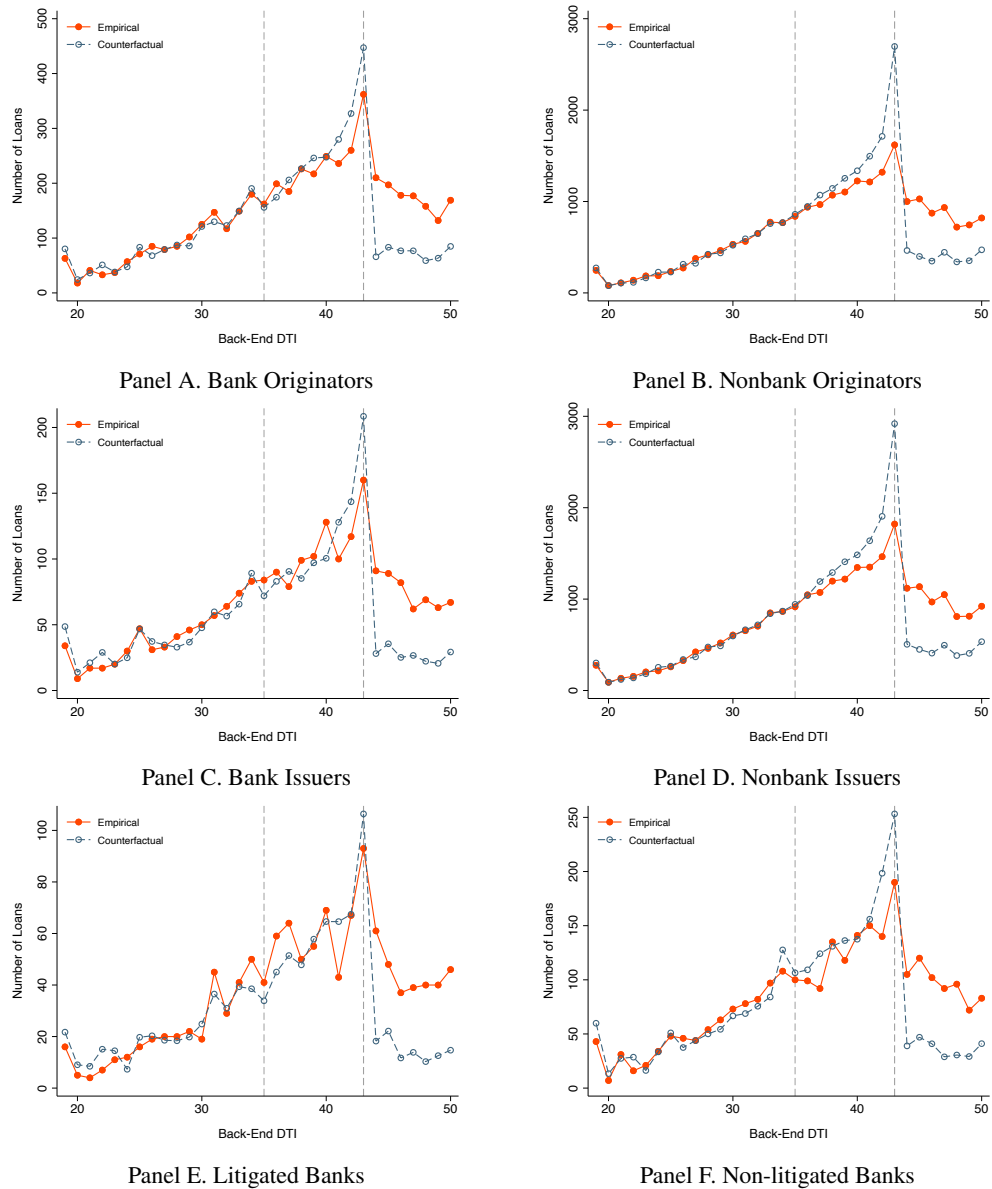 500
400
300
200
100
0
Number of Loans
Empirical
Counterfactual
20 30 40 50
Back-End DTI
Panel A. Bank Originators
3000
2000
1000
0
Number of Loans
Empirical
Counterfactual
20 30 40 50
Back-End DTI
Panel B. Nonbank Originators
200
150
100
50
0
Number of Loans
Empirical
Counterfactual
20 30 40 50
Back-End DTI
Panel C. Bank Issuers
3000
2000
1000
0
Number of Loans
Empirical
Counterfactual
20 30 40 50
Back-End DTI
Panel D. Nonbank Issuers
100
80
60
40
20
0
Number of Loans
Empirical
Counterfactual
20 30 40 50
Back-End DTI
Panel E. Litigated Banks
250
200
150
100
50
0
Number of Loans
Empirical
Counterfactual
20 30 40 50
Back-End DTI
Panel F. Non-litigated Banks